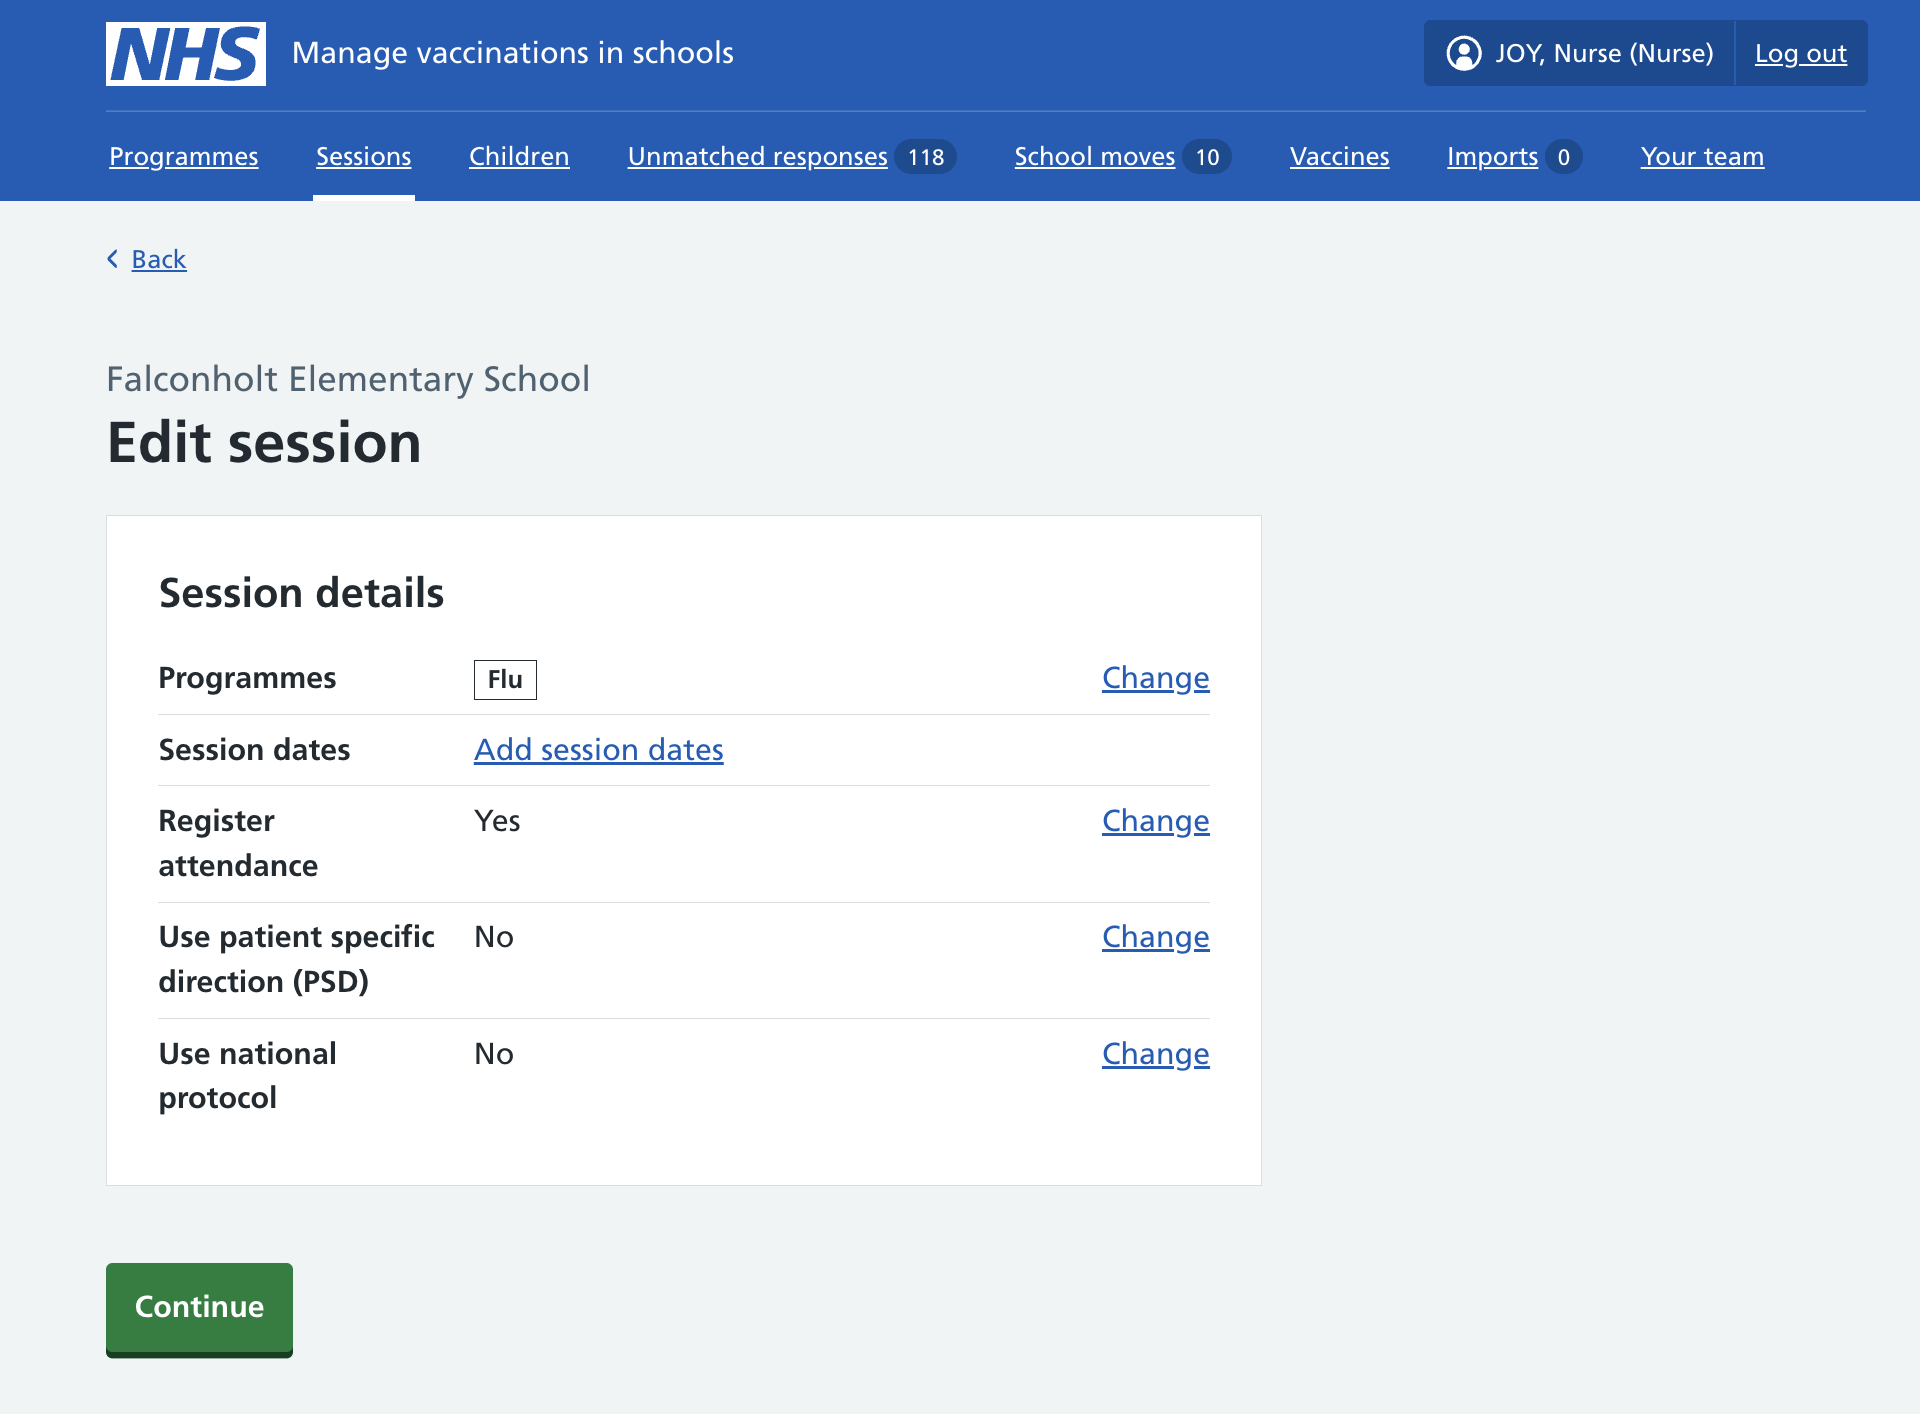 NHS Manage vaccinations in schools JOY, Nurse (Nurse) Log out
Programmes Sessions Children Unmatched responses 118 School moves 10 Vaccines Imports 0 Your team
Back
Falconholt Elementary School
Edit session
Session details
Programmes Flu Change
Session dates Add session dates
Register attendance Yes Change
Use patient specific direction (PSD) No Change
Use national protocol No Change
Continue